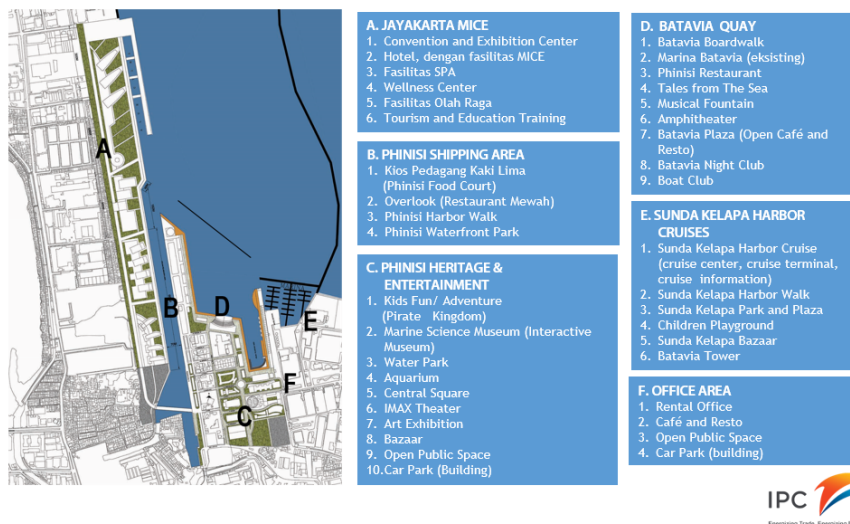 A
B
D
E
F
C
A. JAYAKARTA MICE
1. Convention and Exhibition Center
2. Hotel, dengan fasilitas MICE
3. Fasilitas SPA
4. Wellness Center
5. Fasilitas Olah Raga
6. Tourism and Education Training
B. PHINISI SHIPPING AREA
1. Kios Pedagang Kaki Lima
(Phinisi Food Court)
2. Overlook (Restaurant Mewah)
3. Phinisi Harbor Walk
4. Phinisi Waterfront Park
C. PHINISI HERITAGE &
ENTERTAINMENT
1. Kids Fun/ Adventure
(Pirate Kingdom)
2. Marine Science Museum (Interactive
Museum)
3. Water Park
4. Aquarium
5. Central Square
6. IMAX Theater
7. Art Exhibition
8. Bazaar
9. Open Public Space
10.Car Park (Building)
D. BATAVIA QUAY
1. Batavia Boardwalk
2. Marina Batavia (eksisting)
3. Phinisi Restaurant
4. Tales from The Sea
5. Musical Fountain
6. Amphitheater
7. Batavia Plaza (Open Café and
Resto)
8. Batavia Night Club
9. Boat Club
E. SUNDA KELAPA HARBOR
CRUISES
1. Sunda Kelapa Harbor Cruise
(cruise center, cruise terminal,
cruise information)
2. Sunda Kelapa Harbor Walk
3. Sunda Kelapa Park and Plaza
4. Children Playground
5. Sunda Kelapa Bazaar
6. Batavia Tower
F. OFFICE AREA
1. Rental Office
2. Café and Resto
3. Open Public Space
4. Car Park (building)
IPC